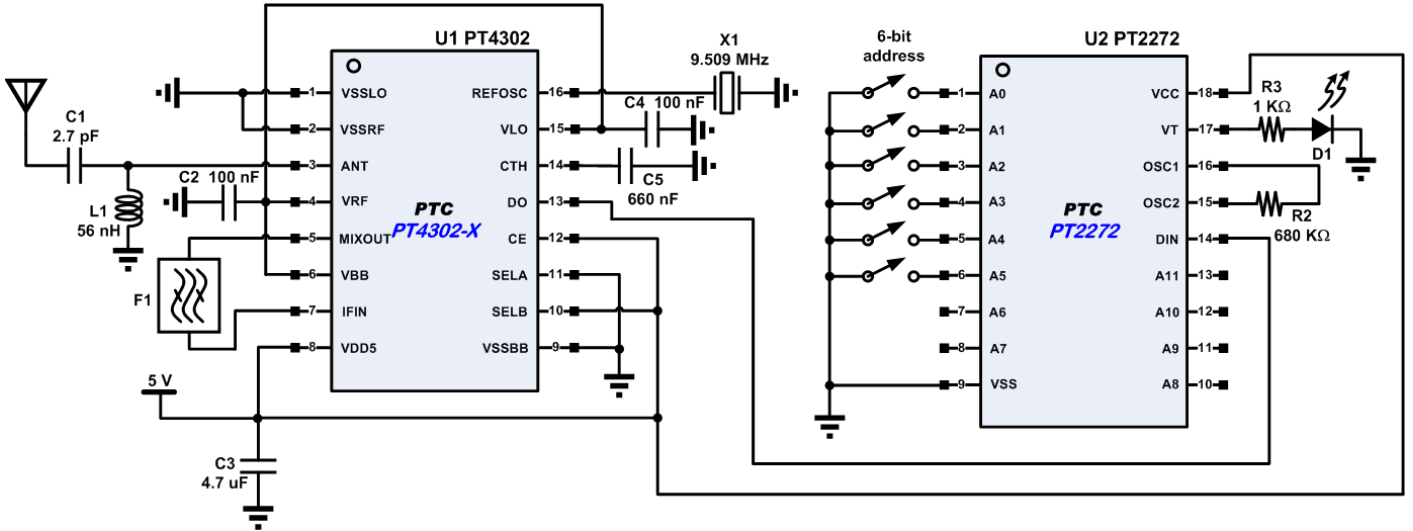 U1 PT4302
X1
9.509 MHz
6-bit
address
U2 PT2272
C1
2.7 pF
L1
56 nH
C2 100 nF
F1
5 V
C3
4.7 uF
1 VSSLO
2 VSSRF
3 ANT
4 VRF
5 MIXOUT
6 VBB
7 IFIN
8 VDD5
PTC
PT4302-X
REFOSC 16
VLO 15
CTH 14
DO 13
CE 12
SELA 11
SELB 10
VSSBB 9
C4 100 nF
C5
660 nF
1 A0
2 A1
3 A2
4 A3
5 A4
6 A5
7 A6
8 A7
9 VSS
PTC
PT2272
VCC 18
VT 17
OSC1 16
OSC2 15
DIN 14
A11 13
A10 12
A9 11
A8 10
R3
1 KΩ
D1
R2
680 KΩ